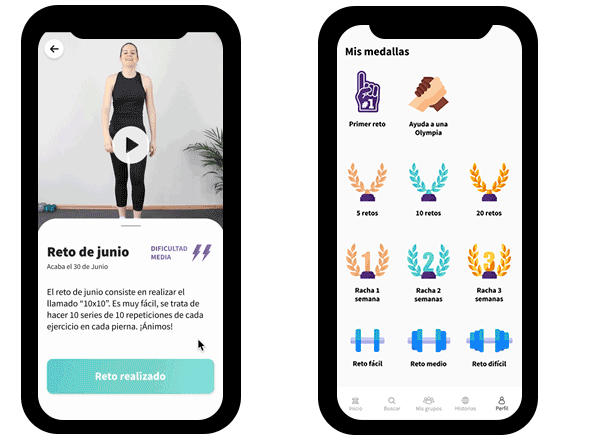 Reto de junio
DIFICULTAD
MEDIA
Acaba el 30 de Junio
El reto de junio consiste en realizar el
llamado “10x10”. Es muy fácil, se trata de
hacer 10 series de 10 repeticiones de cada
ejercicio en cada pierna. ¡Ánimos!
Reto realizado
Mis medallas
#1
Primer reto
Ayuda a una
Olympia
5 retos
10 retos
20 retos
1
2
3
Racha 1
semana
Racha 2
semanas
Racha 3
semanas
Reto fácil
Reto medio
Reto difícil
Inicio
Buscar
Mis grupos
Historias
Perfil